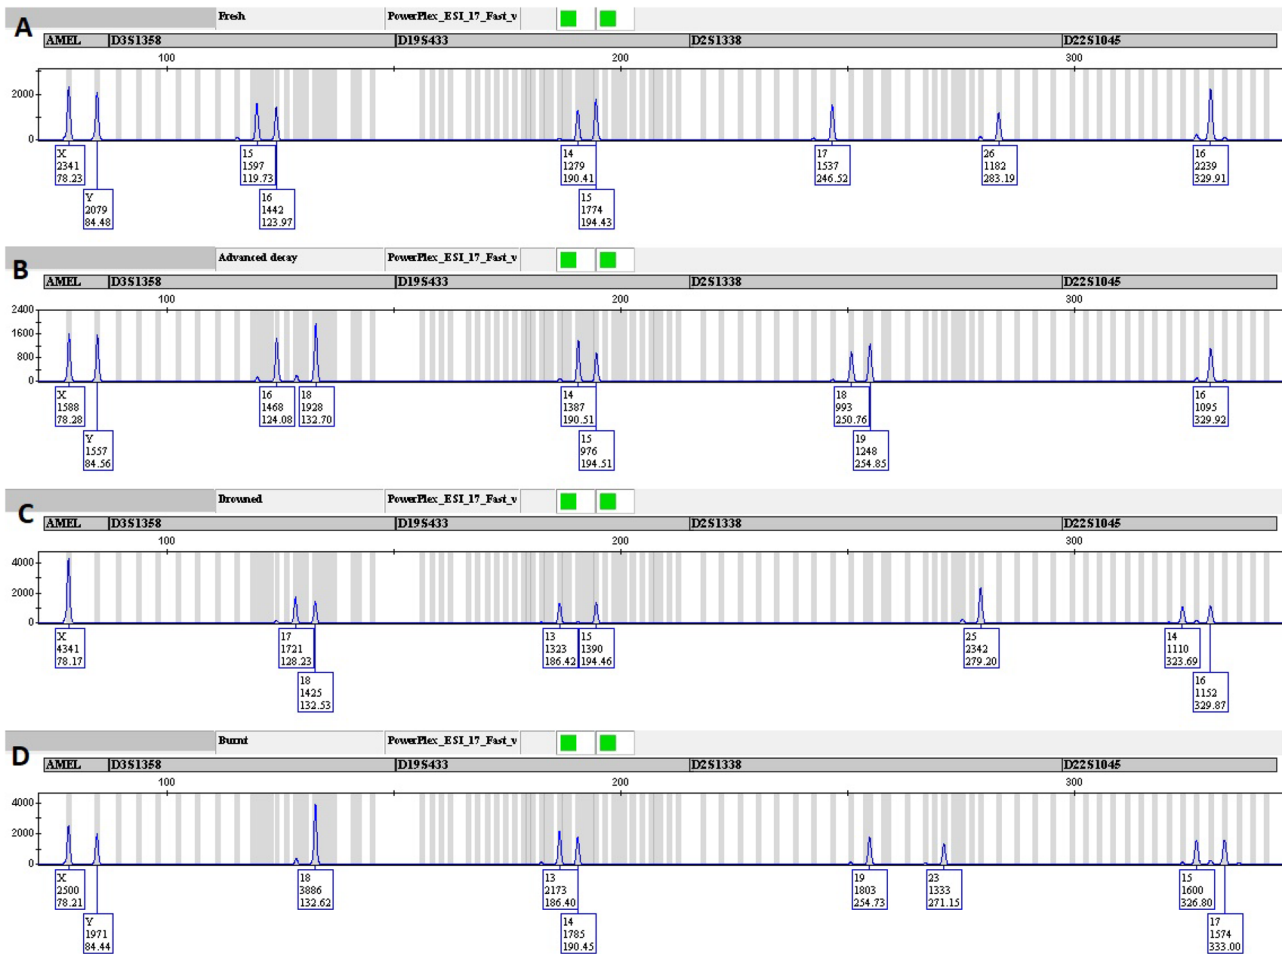 A
Fresh PowerPlex_ESI_17_Fast_v
AMEL D3S1358 D19S433 D2S1338 D22S1045
100 200 300
2000
0
X 15 14 17 26 16
2341 1597 1279 1537 1182 2239
78.23 119.73 190.41 246.52 283.19 329.91
Y 16 15
2079 1442 1774
84.48 123.97 194.43
B
Advanced decay PowerPlex_ESI_17_Fast_v
AMEL D3S1358 D19S433 D2S1338 D22S1045
100 200 300
2400
1600
800
0
X 16 18 14 18 16
1588 1468 1928 1387 993 1095
78.28 124.08 132.70 190.51 250.76 329.92
Y 15 19
1557 976 1248
84.56 194.51 254.85
C
Drowned PowerPlex_ESI_17_Fast_v
AMEL D3S1358 D19S433 D2S1338 D22S1045
100 200 300
4000
2000
0
X 17 13 15 25 14
4341 1721 1323 1390 2342 1110
78.17 128.23 186.42 194.46 279.20 323.69
18 16
1425 1152
132.53 329.87
D
Burnt PowerPlex_ESI_17_Fast_v
AMEL D3S1358 D19S433 D2S1338 D22S1045
100 200 300
4000
2000
0
X 18 13 19 23 15
2500 3886 2173 1803 1333 1600
78.21 132.62 186.40 254.73 271.15 326.80
Y 14 17
1971 1785 1574
84.44 190.45 333.00